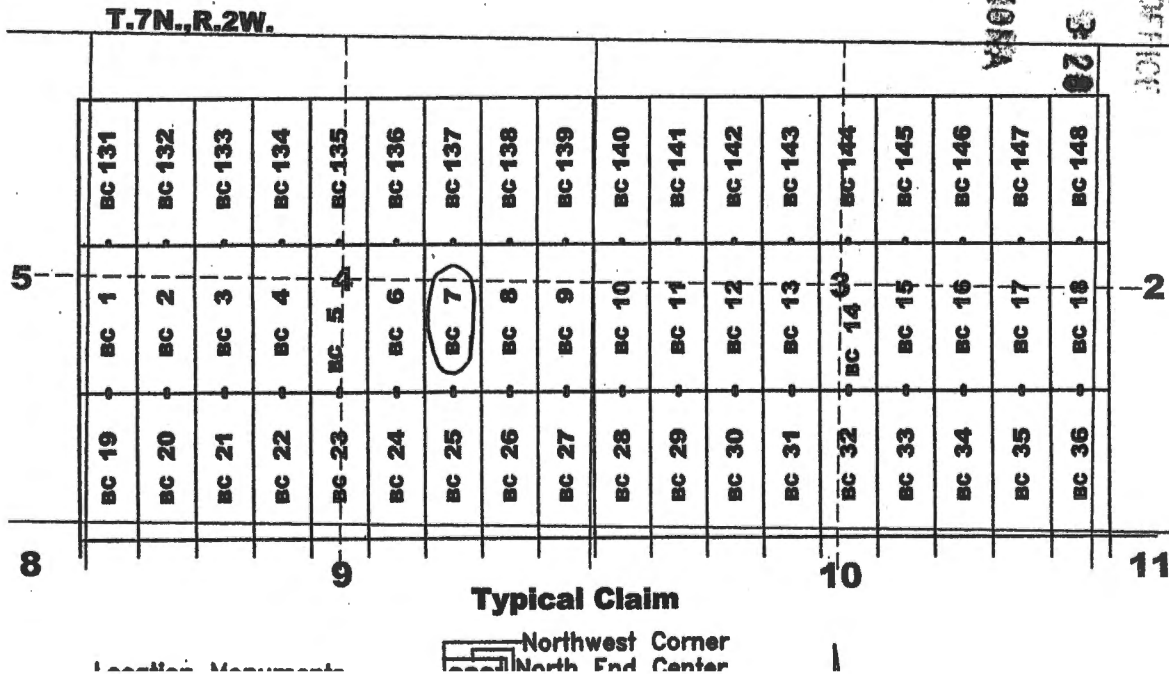 T.7N.,R.2W.
3 20
BC 131 BC 132 BC 133 BC 134 BC 135 BC 136 BC 137 BC 138 BC 139 BC 140 BC 141 BC 142 BC 143 BC 144 BC 145 BC 146 BC 147 BC 148
5 4 3 2
BC 1 BC 2 BC 3 BC 4 BC 5 BC 6 BC 7 BC 8 BC 9 BC 10 BC 11 BC 12 BC 13 BC 14 BC 15 BC 16 BC 17 BC 18
BC 19 BC 20 BC 21 BC 22 BC 23 BC 24 BC 25 BC 26 BC 27 BC 28 BC 29 BC 30 BC 31 BC 32 BC 33 BC 34 BC 35 BC 36
8 9 10 11
Typical Claim
Northwest Corner
Location Monuments North End Center